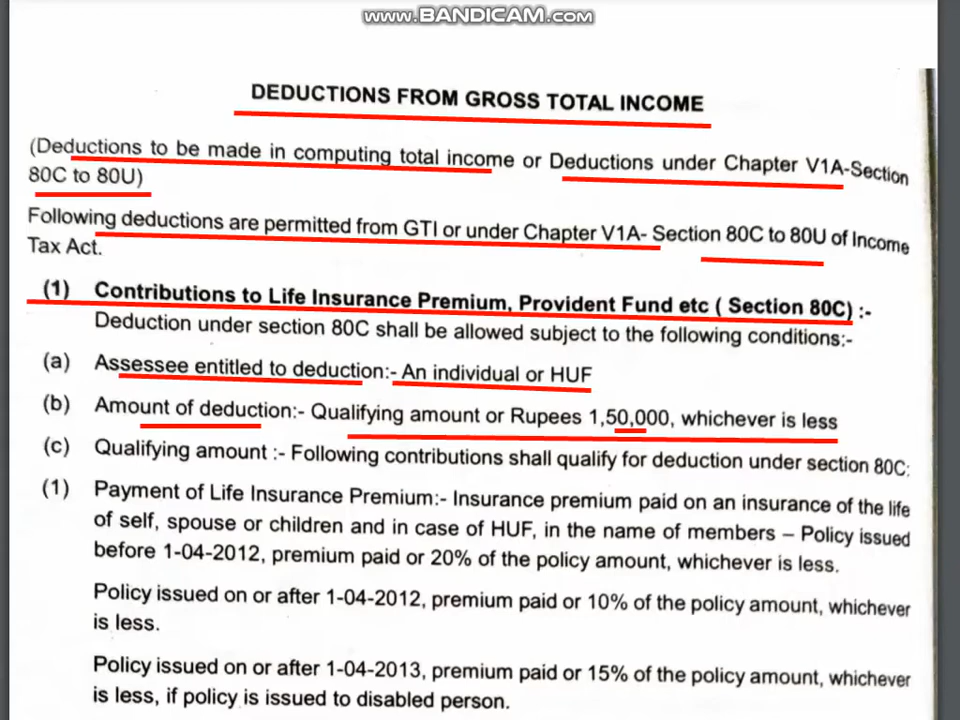 www.BANDICAM.com
DEDUCTIONS FROM GROSS TOTAL INCOME
(Deductions to be made in computing total income or Deductions under Chapter V1A-Section
80C to 80U)
Following deductions are permitted from GTI or under Chapter V1A- Section 80C to 80U of Income
Tax Act.
(1) Contributions to Life Insurance Premium, Provident Fund etc ( Section 80C) :-
Deduction under section 80C shall be allowed subject to the following conditions:-
(a) Assessee entitled to deduction:- An individual or HUF
(b) Amount of deduction:- Qualifying amount or Rupees 1,50,000, whichever is less
(c) Qualifying amount :- Following contributions shall qualify for deduction under section 80C:
(1) Payment of Life Insurance Premium:- Insurance premium paid on an insurance of the life
of self, spouse or children and in case of HUF, in the name of members – Policy issued
before 1-04-2012, premium paid or 20% of the policy amount, whichever is less.
Policy issued on or after 1-04-2012, premium paid or 10% of the policy amount, whichever
is less.
Policy issued on or after 1-04-2013, premium paid or 15% of the policy amount, whichever
is less, if policy is issued to disabled person.